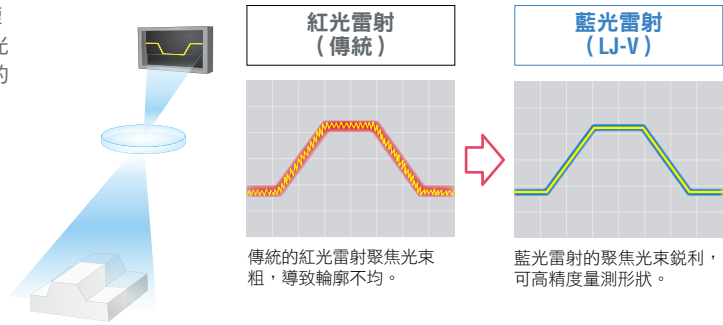 光
的
紅光雷射
(傳統)
藍光雷射
(LJ-V)
傳統的紅光雷射聚焦光束
粗，導致輪廓不均。
藍光雷射的聚焦光束銳利，
可高精度量測形狀。